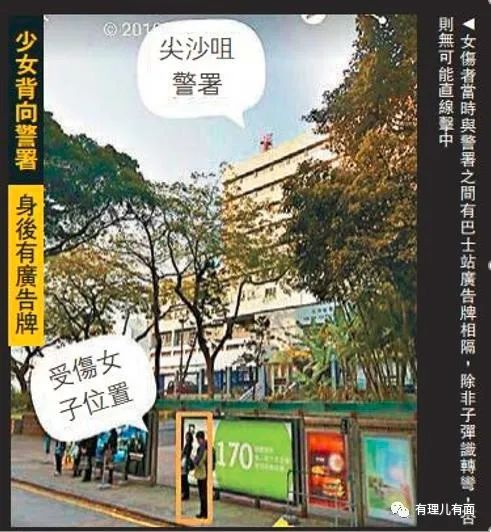 少女背向警署
身後有廣告牌
© 201
尖沙咀
警署
受傷女
子位置
170
◀女傷者當時與警署之間有巴士站廣告牌相隔，除非子彈識轉彎，否
則無可能直線擊中
有理儿有面